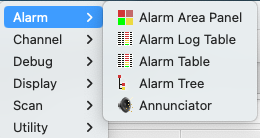 Alarm
Channel
Debug
Display
Scan
Utility
Alarm Area Panel
Alarm Log Table
Alarm Table
Alarm Tree
Annunciator